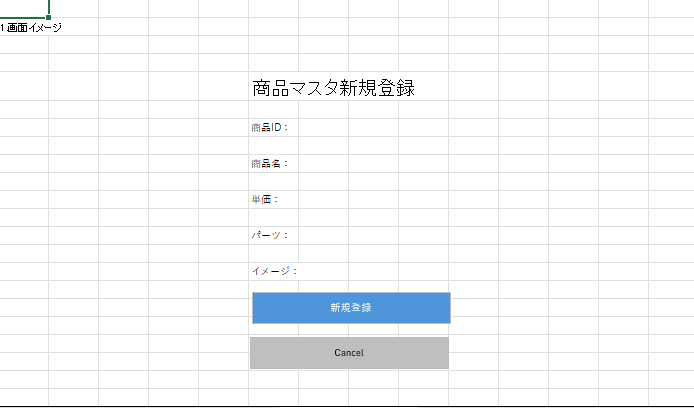 1.画面イメージ
商品マスタ新規登録
商品ID：
商品名：
単価：
パーツ：
イメージ：
新規登録
Cancel